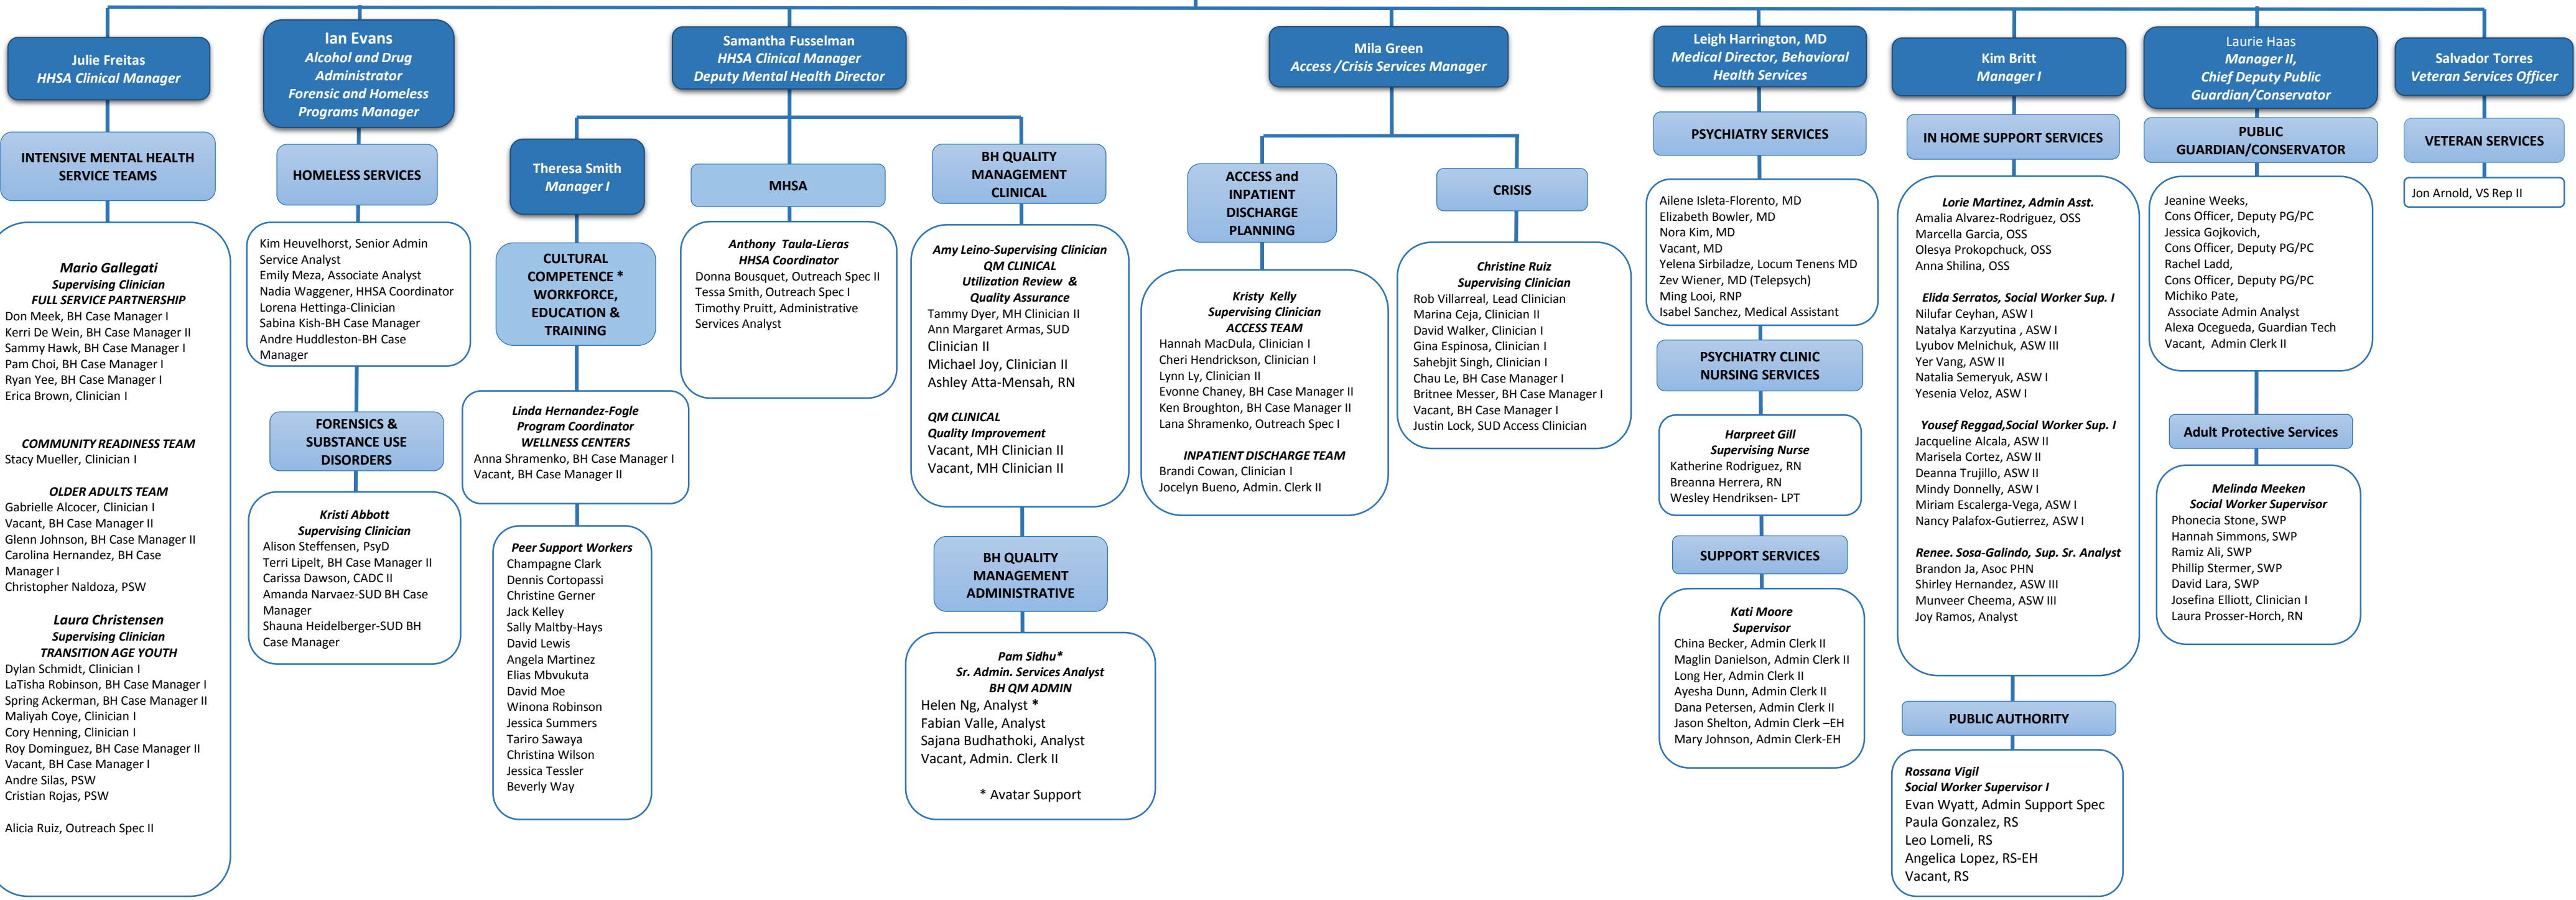 Julie Freitas
HHSA Clinical Manager
INTENSIVE MENTAL HEALTH
SERVICE TEAMS
Mario Gallegati
Supervising Clinician
FULL SERVICE PARTNERSHIP
Don Meek, BH Case Manager I
Kerri De Wein, BH Case Manager II
Sammy Hawk, BH Case Manager I
Pam Choi, BH Case Manager I
Ryan Yee, BH Case Manager I
Erica Brown, Clinician I
COMMUNITY READINESS TEAM
Stacy Mueller, Clinician I
OLDER ADULTS TEAM
Gabrielle Alcocer, Clinician I
Vacant, BH Case Manager II
Glenn Johnson, BH Case Manager II
Carolina Hernandez, BH Case
Manager I
Christopher Naldoza, PSW
Laura Christensen
Supervising Clinician
TRANSITION AGE YOUTH
Dylan Schmidt, Clinician I
LaTisha Robinson, BH Case Manager I
Spring Ackerman, BH Case Manager II
Maliyah Coye, Clinician I
Cory Henning, Clinician I
Roy Dominguez, BH Case Manager II
Vacant, BH Case Manager I
Andre Silas, PSW
Cristian Rojas, PSW
Alicia Ruiz, Outreach Spec II
Ian Evans
Alcohol and Drug
Administrator
Forensic and Homeless
Programs Manager
HOMELESS SERVICES
Kim Heuvelhorst, Senior Admin
Service Analyst
Emily Meza, Associate Analyst
Nadia Waggener, HHSA Coordinator
Lorena Hettinga-Clinician
Sabina Kish-BH Case Manager
Andre Huddleston-BH Case
Manager
FORENSICS &
SUBSTANCE USE
DISORDERS
Kristi Abbott
Supervising Clinician
Alison Steffensen, PsyD
Terri Lipelt, BH Case Manager II
Carissa Dawson, CADC II
Amanda Narvaez-SUD BH Case
Manager
Shauna Heidelberger-SUD BH
Case Manager
Samantha Fusselman
HHSA Clinical Manager
Deputy Mental Health Director
Theresa Smith
Manager I
CULTURAL
COMPETENCE *
WORKFORCE,
EDUCATION &
TRAINING
Linda Hernandez-Fogle
Program Coordinator
WELLNESS CENTERS
Anna Shramenko, BH Case Manager I
Vacant, BH Case Manager II
Peer Support Workers
Champagne Clark
Dennis Cortopassi
Christine Gerner
Jack Kelley
Sally Maltby-Hays
David Lewis
Angela Martinez
Elias Mbvukuta
David Moe
Winona Robinson
Jessica Summers
Tariro Sawaya
Christina Wilson
Jessica Tessler
Beverly Way
MHSA
Anthony Taula-Lieras
HHSA Coordinator
Donna Bousquet, Outreach Spec II
Tessa Smith, Outreach Spec I
Timothy Pruitt, Administrative
Services Analyst
BH QUALITY
MANAGEMENT
CLINICAL
Amy Leino-Supervising Clinician
QM CLINICAL
Utilization Review &
Quality Assurance
Tammy Dyer, MH Clinician II
Ann Margaret Armas, SUD
Clinician II
Michael Joy, Clinician II
Ashley Atta-Mensah, RN
QM CLINICAL
Quality Improvement
Vacant, MH Clinician II
Vacant, MH Clinician II
BH QUALITY
MANAGEMENT
ADMINISTRATIVE
Pam Sidhu*
Sr. Admin. Services Analyst
BH QM ADMIN
Helen Ng, Analyst *
Fabian Valle, Analyst
Sajana Budhathoki, Analyst
Vacant, Admin. Clerk II
* Avatar Support
Mila Green
Access /Crisis Services Manager
ACCESS and
INPATIENT
DISCHARGE
PLANNING
Kristy Kelly
Supervising Clinician
ACCESS TEAM
Hannah MacDula, Clinician I
Cheri Hendrickson, Clinician I
Lynn Ly, Clinician II
Evonne Chaney, BH Case Manager II
Ken Broughton, BH Case Manager II
Lana Shramenko, Outreach Spec I
INPATIENT DISCHARGE TEAM
Brandi Cowan, Clinician I
Jocelyn Bueno, Admin. Clerk II
CRISIS
Christine Ruiz
Supervising Clinician
Rob Villarreal, Lead Clinician
Marina Ceja, Clinician II
David Walker, Clinician I
Gina Espinosa, Clinician I
Sahebjit Singh, Clinician I
Chau Le, BH Case Manager I
Britnee Messer, BH Case Manager I
Vacant, BH Case Manager I
Justin Lock, SUD Access Clinician
Leigh Harrington, MD
Medical Director, Behavioral
Health Services
PSYCHIATRY SERVICES
Ailene Isleta-Florento, MD
Elizabeth Bowler, MD
Nora Kim, MD
Vacant, MD
Yelena Sirbiladze, Locum Tenens MD
Zev Wiener, MD (Telepsych)
Ming Looi, RNP
Isabel Sanchez, Medical Assistant
PSYCHIATRY CLINIC
NURSING SERVICES
Harpreet Gill
Supervising Nurse
Katherine Rodriguez, RN
Breanna Herrera, RN
Wesley Hendriksen- LPT
SUPPORT SERVICES
Kati Moore
Supervisor
China Becker, Admin Clerk II
Maglin Danielson, Admin Clerk II
Long Her, Admin Clerk II
Ayesha Dunn, Admin Clerk II
Dana Petersen, Admin Clerk II
Jason Shelton, Admin Clerk –EH
Mary Johnson, Admin Clerk-EH
Kim Britt
Manager I
IN HOME SUPPORT SERVICES
Lorie Martinez, Admin Asst.
Amalia Alvarez-Rodriguez, OSS
Marcella Garcia, OSS
Olesya Prokopchuck, OSS
Anna Shilina, OSS
Elida Serratos, Social Worker Sup. I
Nilufar Ceyhan, ASW I
Natalya Karzyutina , ASW I
Lyubov Melnichuk, ASW III
Yer Vang, ASW II
Natalia Semeryuk, ASW I
Yesenia Veloz, ASW I
Yousef Reggad,Social Worker Sup. I
Jacqueline Alcala, ASW II
Marisela Cortez, ASW II
Deanna Trujillo, ASW II
Mindy Donnelly, ASW I
Miriam Escalerga-Vega, ASW I
Nancy Palafox-Gutierrez, ASW I
Renee. Sosa-Galindo, Sup. Sr. Analyst
Brandon Ja, Asoc PHN
Shirley Hernandez, ASW III
Munveer Cheema, ASW III
Joy Ramos, Analyst
PUBLIC AUTHORITY
Rossana Vigil
Social Worker Supervisor I
Evan Wyatt, Admin Support Spec
Paula Gonzalez, RS
Leo Lomeli, RS
Angelica Lopez, RS-EH
Vacant, RS
Laurie Haas
Manager II,
Chief Deputy Public
Guardian/Conservator
PUBLIC
GUARDIAN/CONSERVATOR
Jeanine Weeks,
Cons Officer, Deputy PG/PC
Jessica Gojkovich,
Cons Officer, Deputy PG/PC
Rachel Ladd,
Cons Officer, Deputy PG/PC
Michiko Pate,
Associate Admin Analyst
Alexa Ocegueda, Guardian Tech
Vacant, Admin Clerk II
Adult Protective Services
Melinda Meeken
Social Worker Supervisor
Phonecia Stone, SWP
Hannah Simmons, SWP
Ramiz Ali, SWP
Phillip Stermer, SWP
David Lara, SWP
Josefina Elliott, Clinician I
Laura Prosser-Horch, RN
Salvador Torres
Veteran Services Officer
VETERAN SERVICES
Jon Arnold, VS Rep II